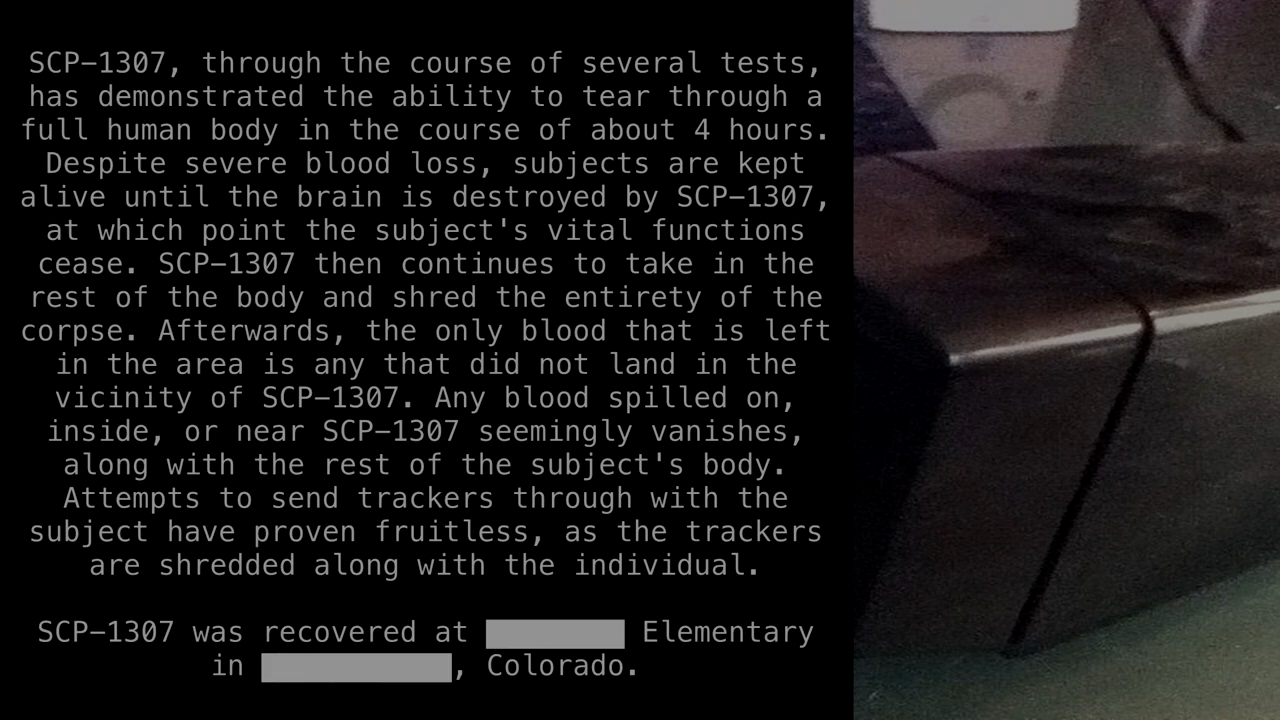 SCP-1307, through the course of several tests,
has demonstrated the ability to tear through a
full human body in the course of about 4 hours.
Despite severe blood loss, subjects are kept
alive until the brain is destroyed by SCP-1307,
at which point the subject's vital functions
cease. SCP-1307 then continues to take in the
rest of the body and shred the entirety of the
corpse. Afterwards, the only blood that is left
in the area is any that did not land in the
vicinity of SCP-1307. Any blood spilled on,
inside, or near SCP-1307 seemingly vanishes,
along with the rest of the subject's body.
Attempts to send trackers through with the
subject have proven fruitless, as the trackers
are shredded along with the individual.
SCP-1307 was recovered at ████████ Elementary
in ███████████, Colorado.